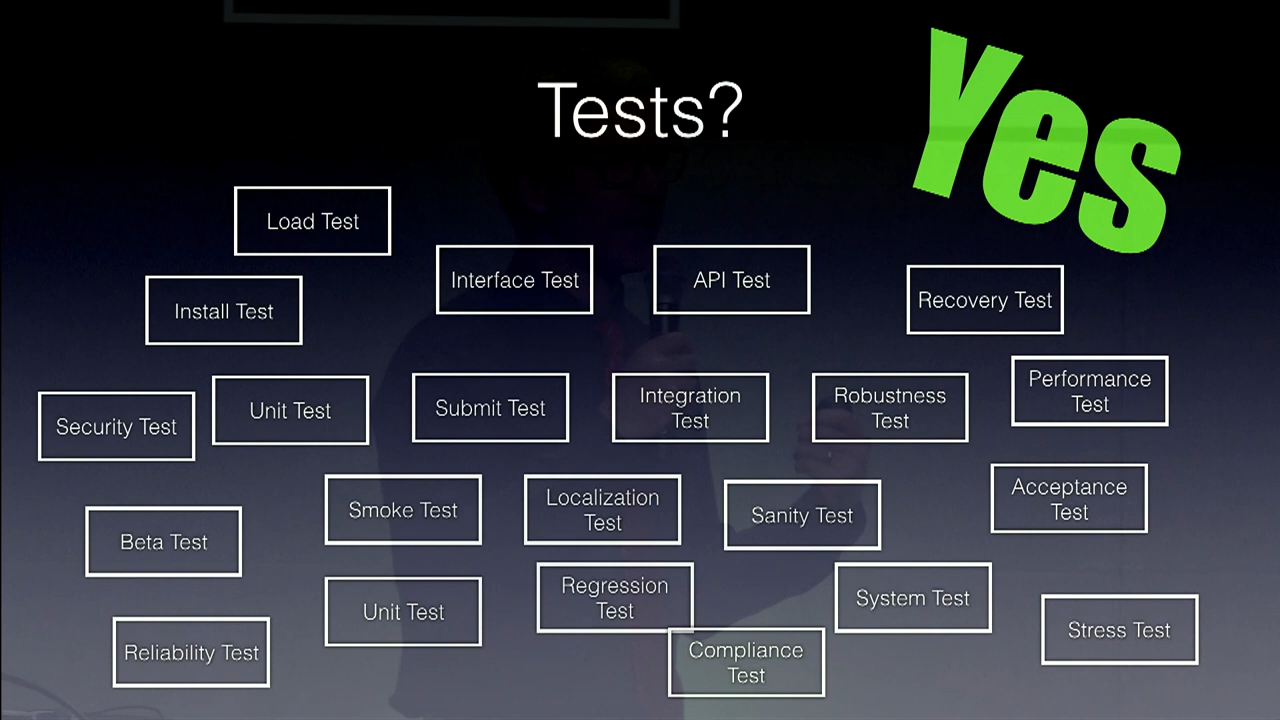 Tests?
Yes
Load Test
Interface Test
API Test
Recovery Test
Install Test
Performance
Test
Security Test
Unit Test
Submit Test
Integration
Test
Robustness
Test
Smoke Test
Localization
Test
Sanity Test
Acceptance
Test
Beta Test
Unit Test
Regression
Test
System Test
Stress Test
Reliability Test
Compliance
Test